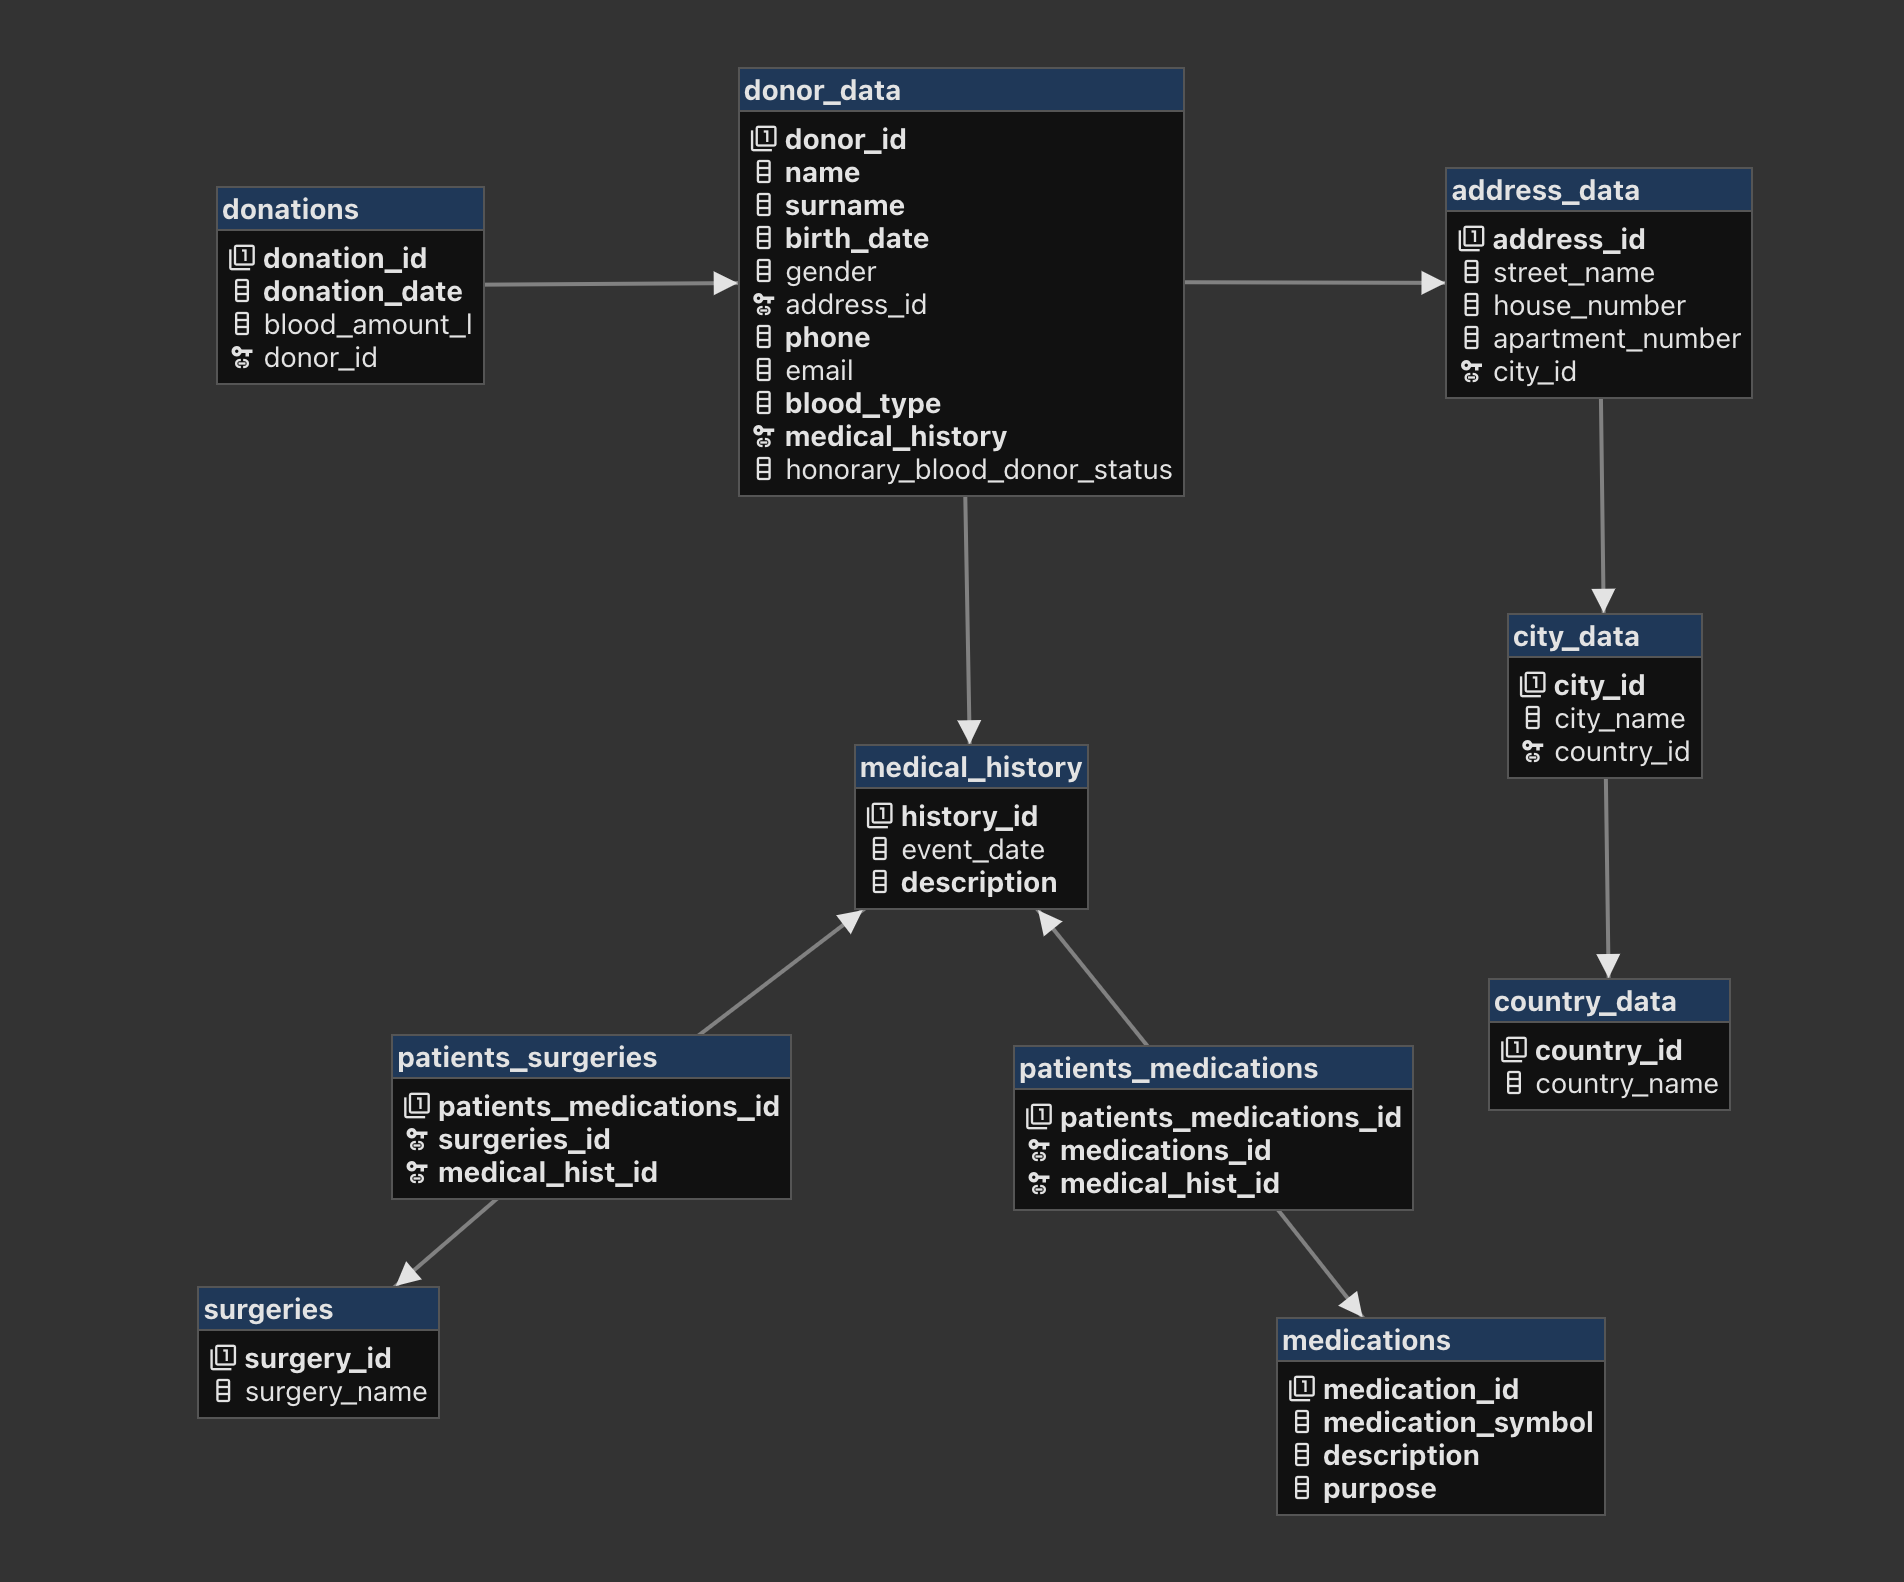 donor_data
donor_id
name
surname
birth_date
gender
address_id
phone
email
blood_type
medical_history
honorary_blood_donor_status
donations
donation_id
donation_date
blood_amount_l
donor_id
address_data
address_id
street_name
house_number
apartment_number
city_id
city_data
city_id
city_name
country_id
medical_history
history_id
event_date
description
country_data
country_id
country_name
patients_surgeries
patients_medications_id
surgeries_id
medical_hist_id
patients_medications
patients_medications_id
medications_id
medical_hist_id
surgeries
surgery_id
surgery_name
medications
medication_id
medication_symbol
description
purpose